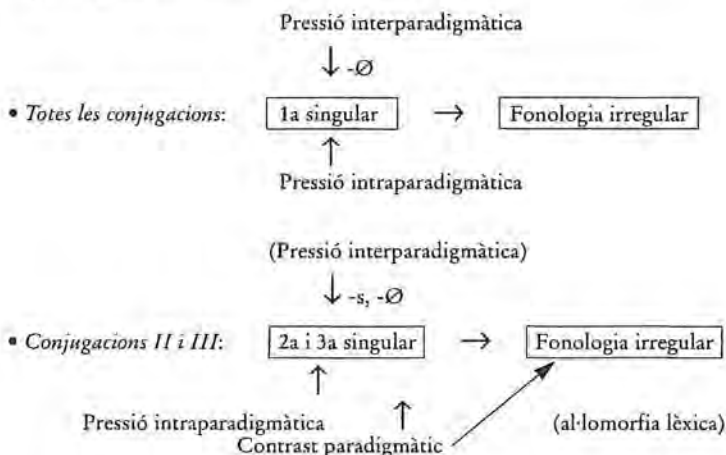 Pressió interparadigmàtica
↓ -Ø
• Totes les conjugacions: 1a singular → Fonologia irregular
↑
Pressió intraparadigmàtica
(Pressió interparadigmàtica)
↓ -s, -Ø
• Conjugacions II i III: 2a i 3a singular → Fonologia irregular
↑
Pressió intraparadigmàtica ↑ (al·lomorfia lèxica)
Contrast paradigmàtic